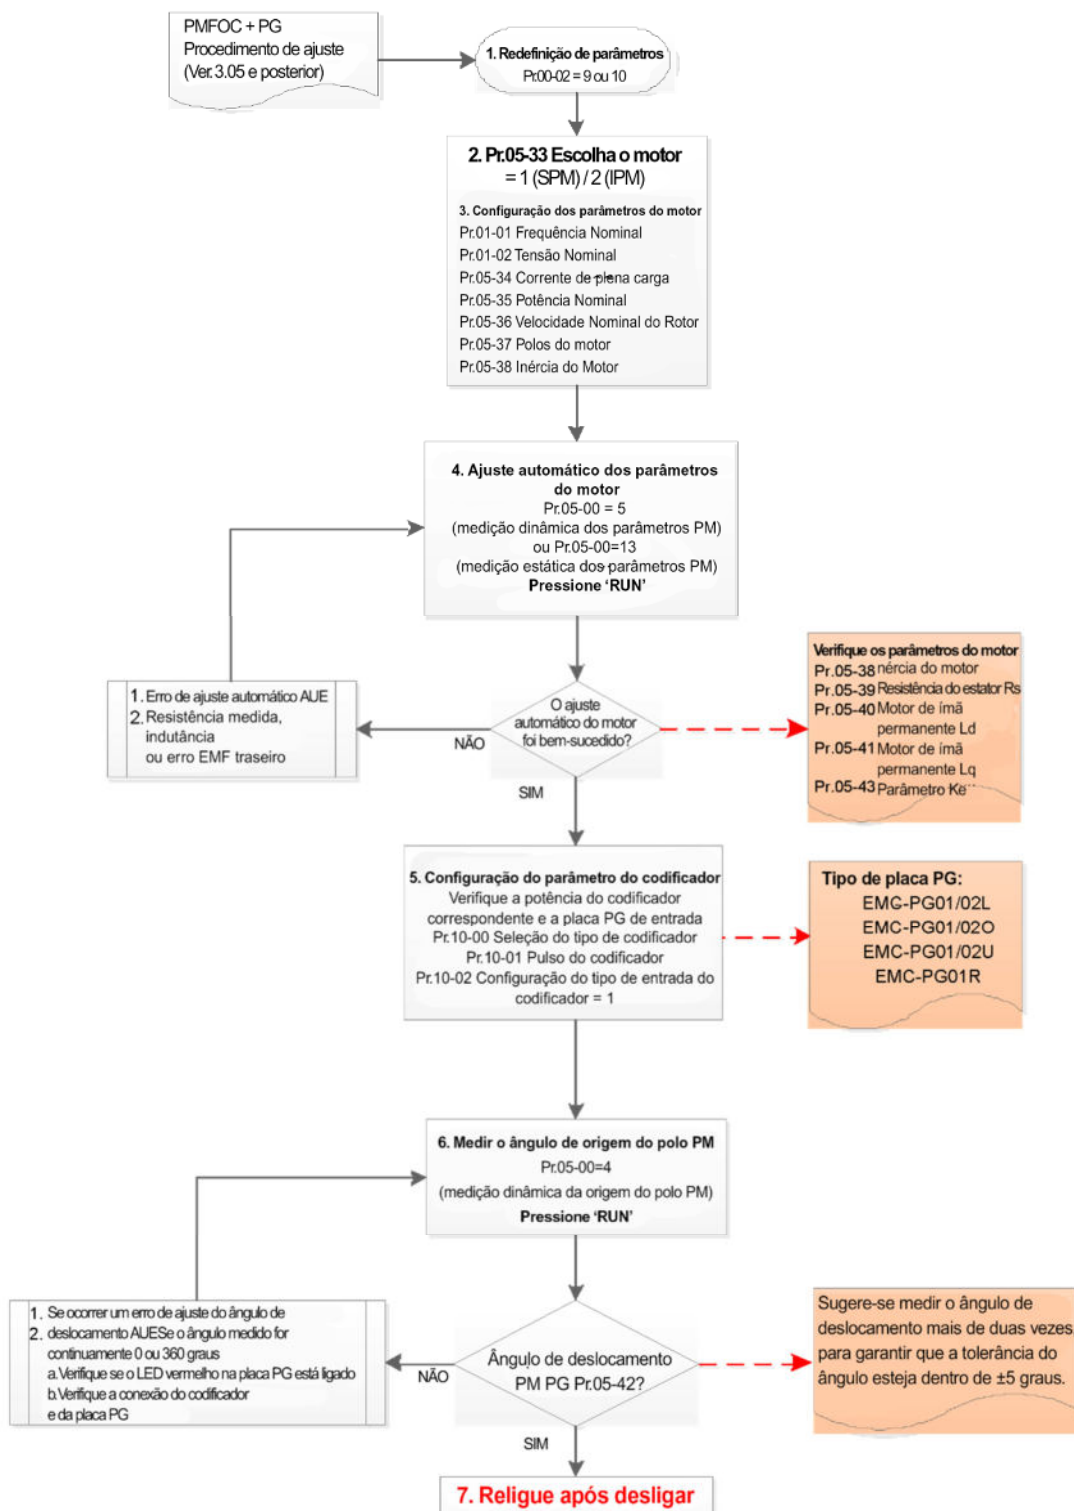 PMFOC + PG
Procedimento de ajuste
(Ver. 3.05 e posterior)
1. Redefinição de parâmetros
Pr.00-02 = 9 ou 10
2. Pr.05-33 Escolha o motor
= 1 (SPM) / 2 (IPM)
3. Configuração dos parâmetros do motor
Pr.01-01 Frequência Nominal
Pr.01-02 Tensão Nominal
Pr.05-34 Corrente de plena carga
Pr.05-35 Potência Nominal
Pr.05-36 Velocidade Nominal do Rotor
Pr.05-37 Polos do motor
Pr.05-38 Inércia do Motor
4. Ajuste automático dos parâmetros
do motor
Pr.05-00 = 5
(medição dinâmica dos parâmetros PM)
ou Pr.05-00=13
(medição estática dos parâmetros PM)
Pressione ‘RUN’
1. Erro de ajuste automático AUE
2. Resistência medida,
indutância
ou erro EMF traseiro
NÃO
O ajuste
automático do motor
foi bem-sucedido?
SIM
Verifique os parâmetros do motor
Pr.05-38 nércia do motor
Pr.05-39 Resistência do estator Rs
Pr.05-40 Motor de ímã
permanente Ld
Pr.05-41 Motor de ímã
permanente Lq
Pr.05-43 Parâmetro Ke
5. Configuração do parâmetro do codificador
Verifique a potência do codificador
correspondente e a placa PG de entrada
Pr.10-00 Seleção do tipo de codificador
Pr.10-01 Pulso do codificador
Pr.10-02 Configuração do tipo de entrada do
codificador = 1
Tipo de placa PG:
EMC-PG01/02L
EMC-PG01/02O
EMC-PG01/02U
EMC-PG01R
6. Medir o ângulo de origem do polo PM
Pr.05-00=4
(medição dinâmica da origem do polo PM)
Pressione ‘RUN’
1. Se ocorrer um erro de ajuste do ângulo de
2. deslocamento AUESe o ângulo medido for
continuamente 0 ou 360 graus
a.Verifique se o LED vermelho na placa PG está ligado
b.Verifique a conexão do codificador
e da placa PG
NÃO
Ângulo de deslocamento
PM PG Pr.05-42?
SIM
Sugere-se medir o ângulo de
deslocamento mais de duas vezes
para garantir que a tolerância do
ângulo esteja dentro de ±5 graus.
7. Religue após desligar